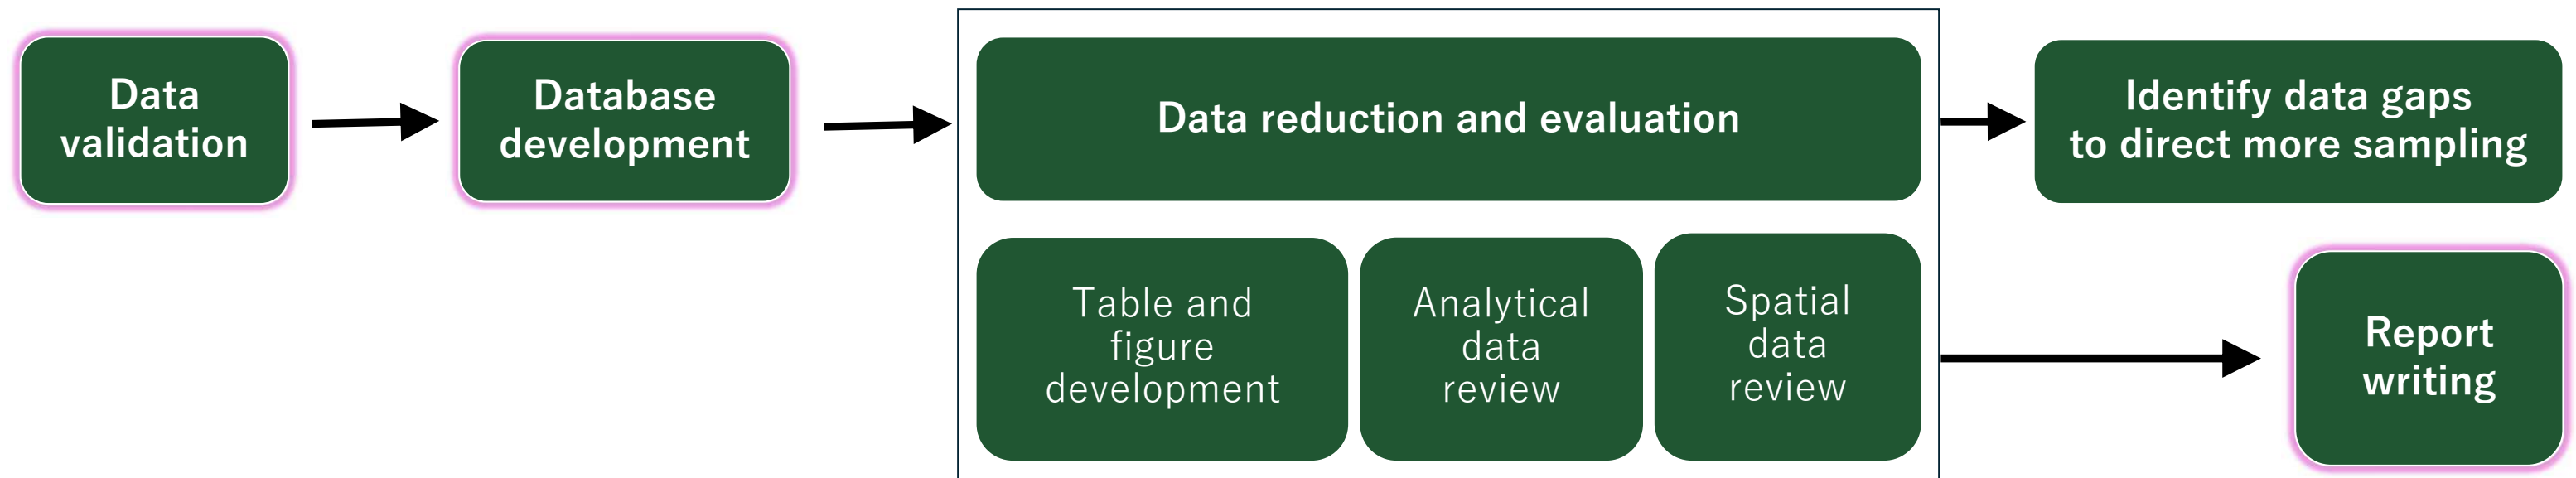 Data
validation
Database
development
Data reduction and evaluation
Table and
figure
development
Analytical
data
review
Spatial
data
review
Identify data gaps
to direct more sampling
Report
writing